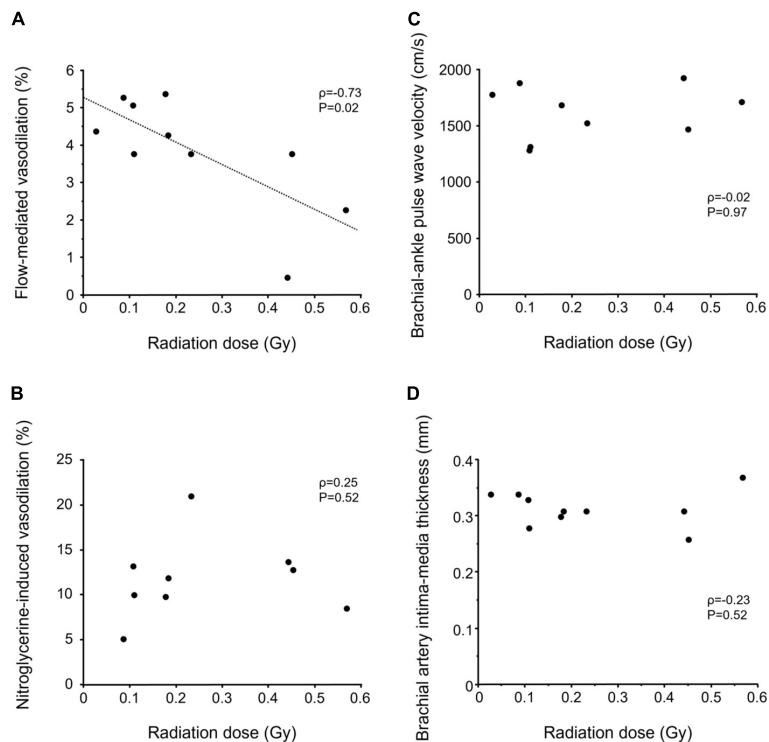 A
Flow-mediated vasodilation (%)
6
5
4
3
2
1
0
ρ=-0.73
P=0.02
0 0.1 0.2 0.3 0.4 0.5 0.6
Radiation dose (Gy)
C
Brachial-ankle pulse wave velocity (cm/s)
2000
1500
1000
500
0
ρ=-0.02
P=0.97
0 0.1 0.2 0.3 0.4 0.5 0.6
Radiation dose (Gy)
B
Nitroglycerine-induced vasodilation (%)
25
20
15
10
5
0
ρ=0.25
P=0.52
0 0.1 0.2 0.3 0.4 0.5 0.6
Radiation dose (Gy)
D
Brachial artery intima-media thickness (mm)
0.4
0.3
0.2
0.1
0
ρ=-0.23
P=0.52
0 0.1 0.2 0.3 0.4 0.5 0.6
Radiation dose (Gy)